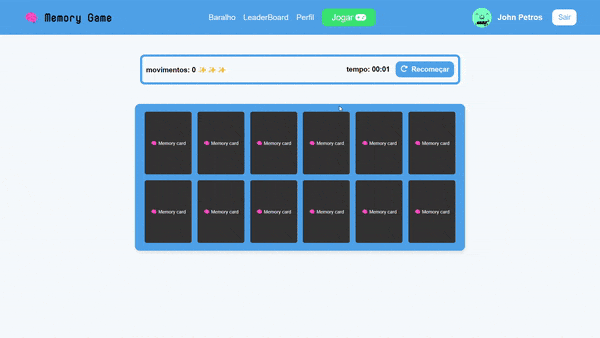 Memory Game
Baralho LeaderBoard Perfil Jogar
John Petros Sair
movimentos: 0
tempo: 00:01 Recomeçar
Memory card Memory card Memory card Memory card Memory card Memory card
Memory card Memory card Memory card Memory card Memory card Memory card